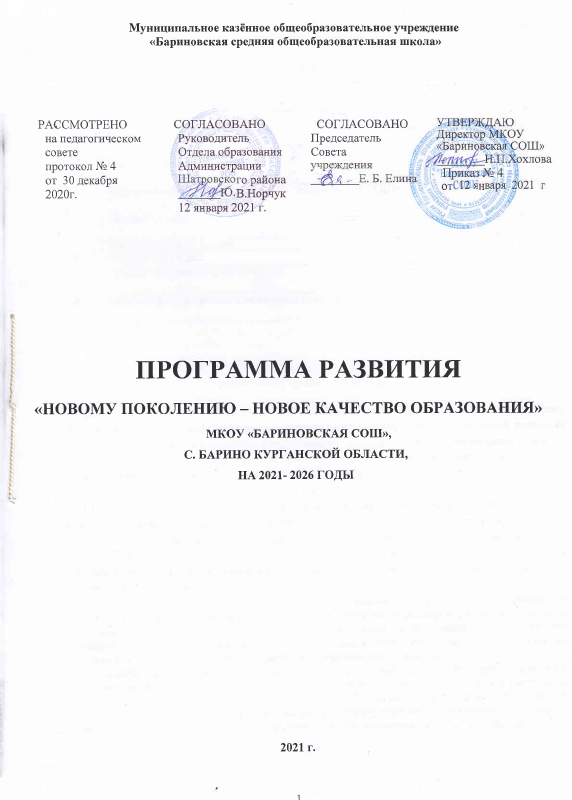 Муниципальное казённое общеобразовательное учреждение
«Бариновская средняя общеобразовательная школа»
РАССМОТРЕНО
на педагогическом
совете
протокол № 4
от 30 декабря
2020г.
СОГЛАСОВАНО
Руководитель
Отдела образования
Администрации
Шатровского района
Ю.В.Норчук
12 января 2021 г.
СОГЛАСОВАНО
Председатель
Совета
учреждения
Е. Б. Елина
УТВЕРЖДАЮ
Директор МКОУ
«Бариновская СОШ»
Н.П.Хохлова
Приказ № 4
от 12 января 2021 г
ПРОГРАММА РАЗВИТИЯ
«НОВОМУ ПОКОЛЕНИЮ – НОВОЕ КАЧЕСТВО ОБРАЗОВАНИЯ»
МКОУ «БАРИНОВСКАЯ СОШ»,
С. БАРИНО КУРГАНСКОЙ ОБЛАСТИ,
НА 2021- 2026 ГОДЫ
2021 г.
1